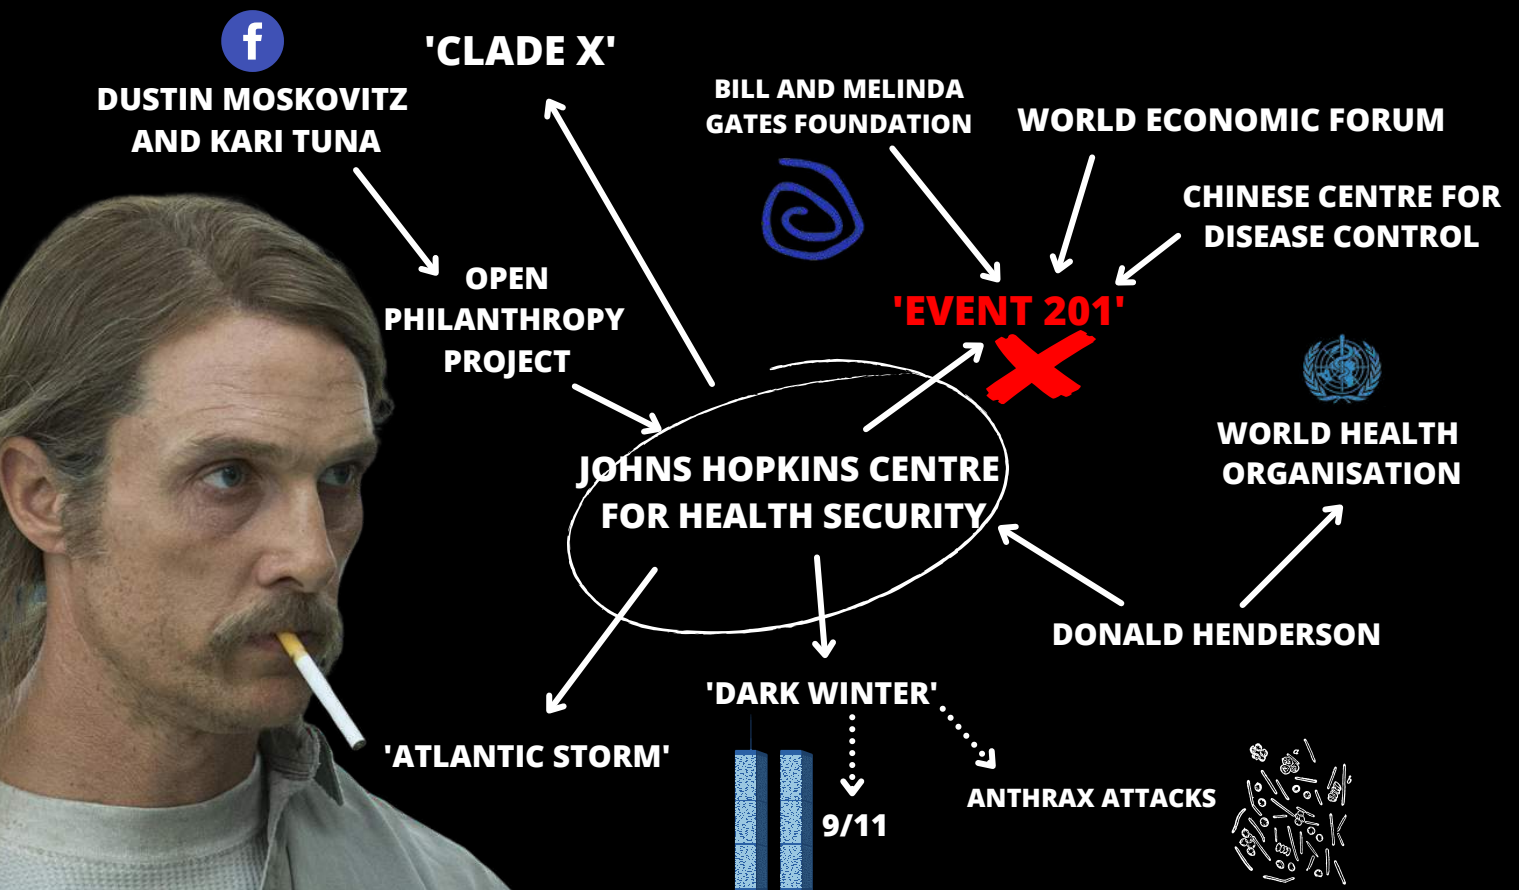 f
'CLADE X'
DUSTIN MOSKOVITZ
AND KARI TUNA
BILL AND MELINDA
GATES FOUNDATION
WORLD ECONOMIC FORUM
CHINESE CENTRE FOR
DISEASE CONTROL
OPEN
PHILANTHROPY
PROJECT
'EVENT 201'
WORLD HEALTH
ORGANISATION
JOHNS HOPKINS CENTRE
FOR HEALTH SECURITY
DONALD HENDERSON
'DARK WINTER'
'ATLANTIC STORM'
ANTHRAX ATTACKS
9/11